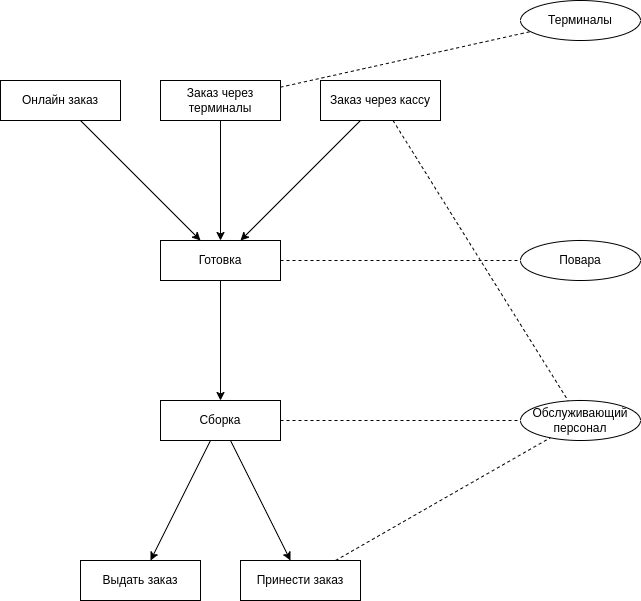 Терминалы
Онлайн заказ
Заказ через
терминалы
Заказ через кассу
Готовка
Повара
Сборка
Обслуживающий
персонал
Выдать заказ
Принести заказ